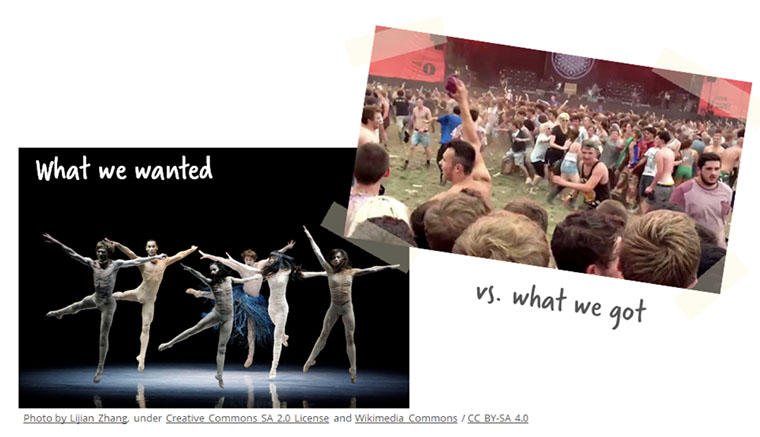 What we wanted
vs. what we got
Photo by Lijian Zhang, under Creative Commons SA 2.0 License and Wikimedia Commons / CC BY-SA 4.0